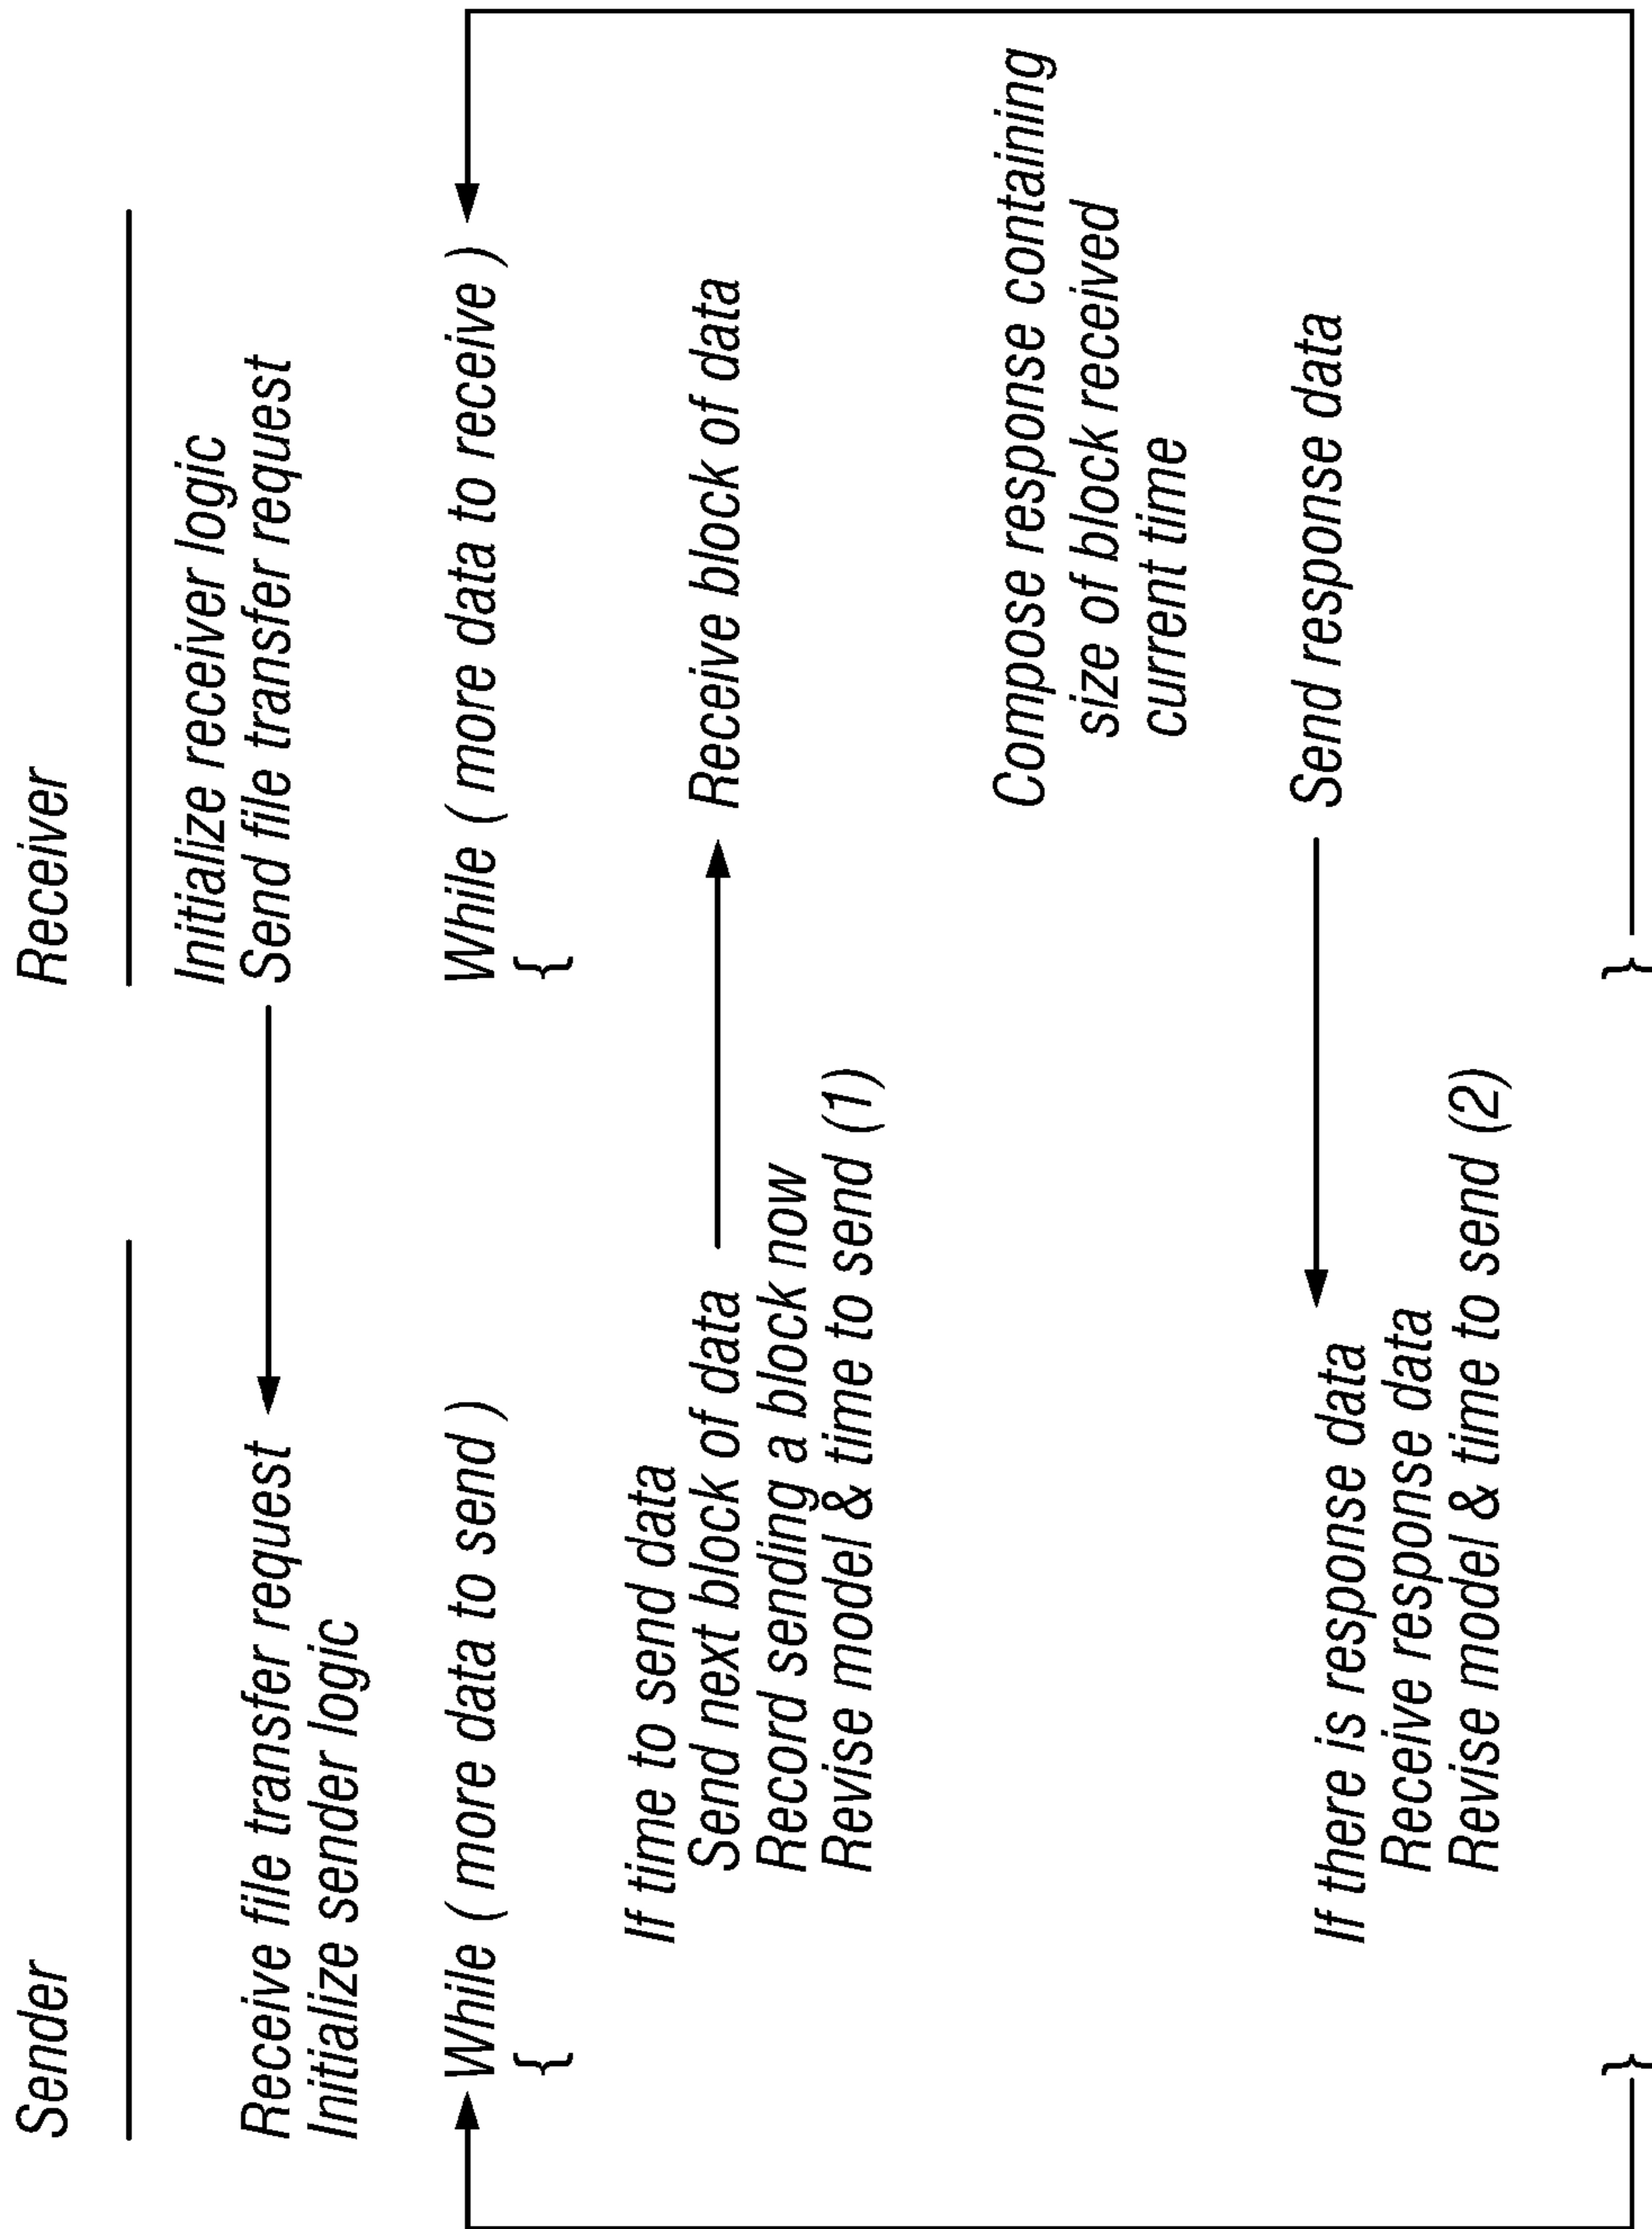 Sender
Receiver
Initialize receiver logic
Receive file transfer request
Send file transfer request
Initialize sender logic
While ( more data to send )
While ( more data to receive )
{
{
If time to send data
Send next block of data
Receive block of data
Record sending a block now
Revise model & time to send (1)
Compose response containing
size of block received
current time
If there is response data
Send response data
Receive response data
Revise model & time to send (2)
}
}